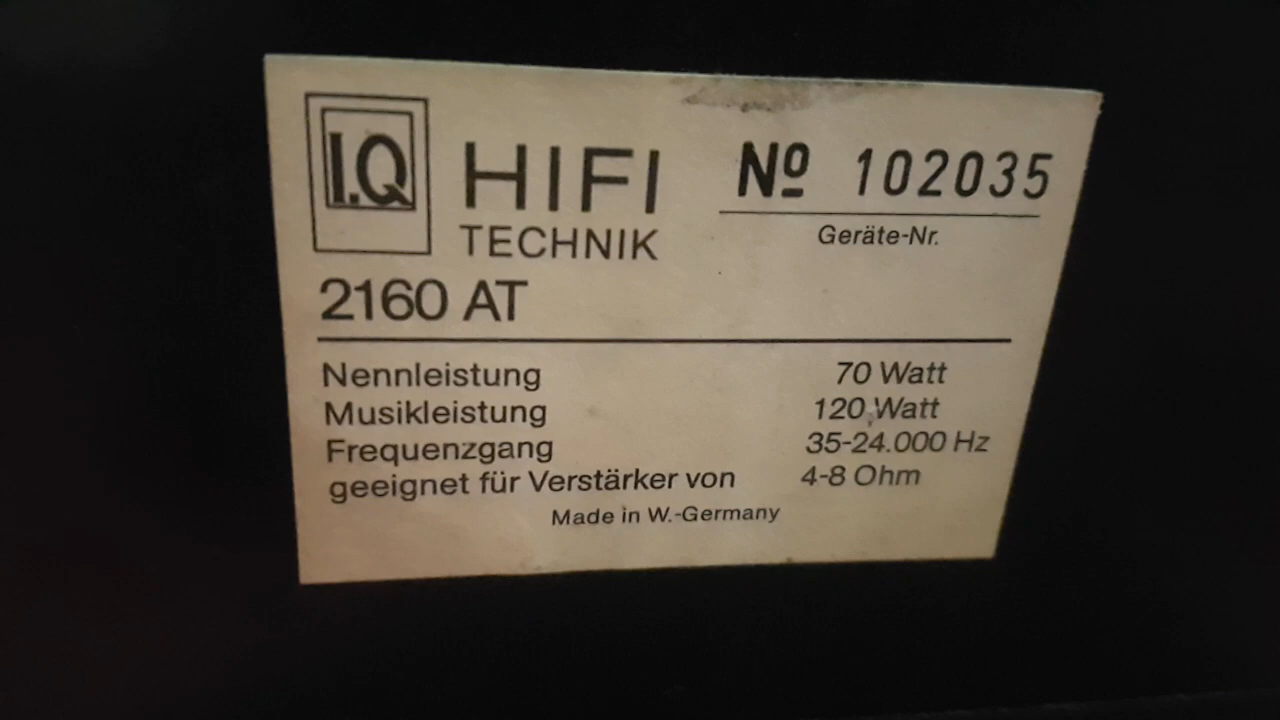 I.Q
HIFI
TECHNIK
Nº 102035
Geräte-Nr.
2160 AT
Nennleistung 70 Watt
Musikleistung 120 Watt
Frequenzgang 35-24.000 Hz
geeignet für Verstärker von 4-8 Ohm
Made in W.-Germany